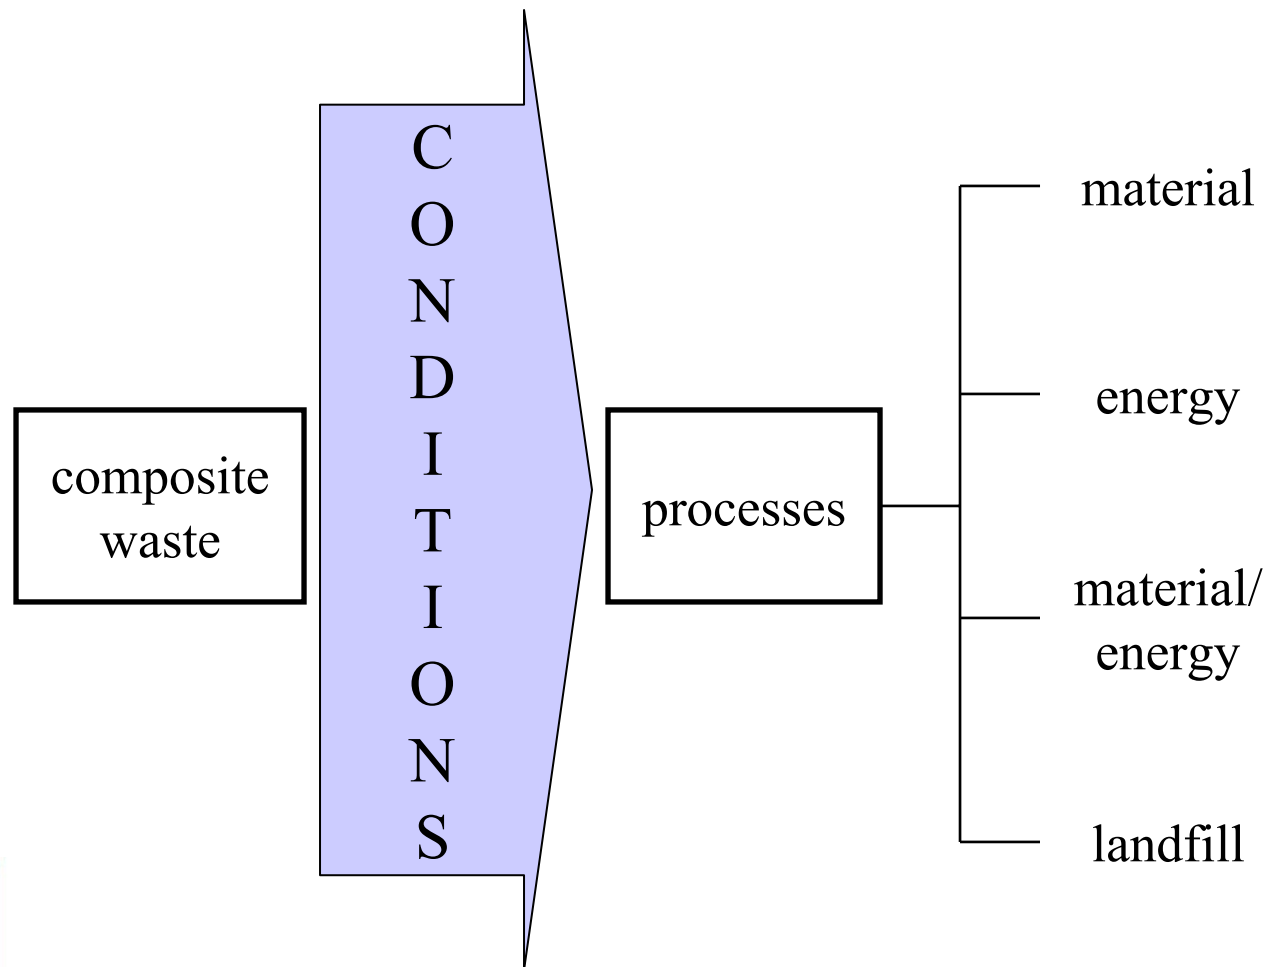 composite
waste
C
O
N
D
I
T
I
O
N
S
processes
material
energy
material/
energy
landfill